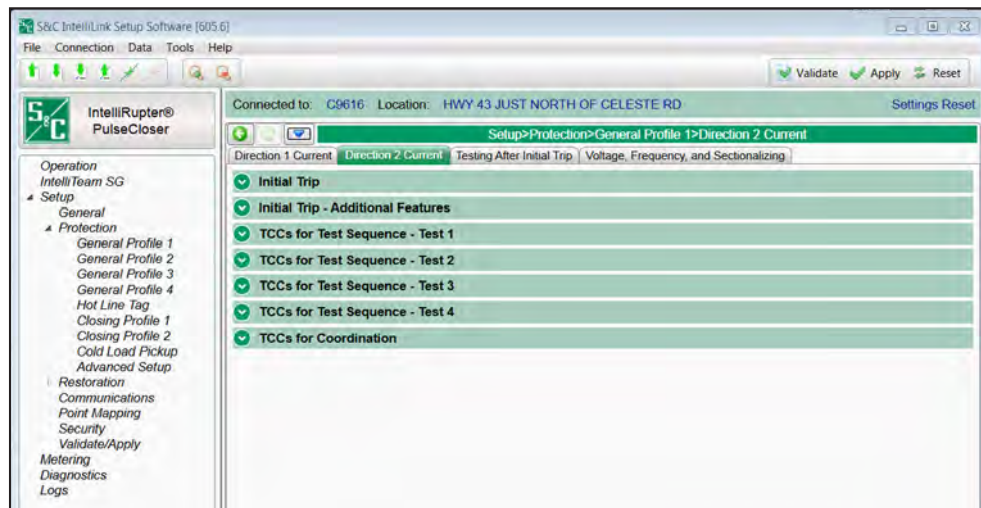 S&C IntelliLink Setup Software [605.6]
File Connection Data Tools Help
Validate Apply Reset
S&C
IntelliRupter®
PulseCloser
Connected to: C9616 Location: HWY 43 JUST NORTH OF CELESTE RD Settings Reset
Setup>Protection>General Profile 1>Direction 2 Current
Direction 1 Current Direction 2 Current Testing After Initial Trip Voltage, Frequency, and Sectionalizing
Operation
IntelliTeam SG
Setup
General
Protection
General Profile 1
General Profile 2
General Profile 3
General Profile 4
Hot Line Tag
Closing Profile 1
Closing Profile 2
Cold Load Pickup
Advanced Setup
Restoration
Communications
Point Mapping
Security
Validate/Apply
Metering
Diagnostics
Logs
Initial Trip
Initial Trip - Additional Features
TCCs for Test Sequence - Test 1
TCCs for Test Sequence - Test 2
TCCs for Test Sequence - Test 3
TCCs for Test Sequence - Test 4
TCCs for Coordination